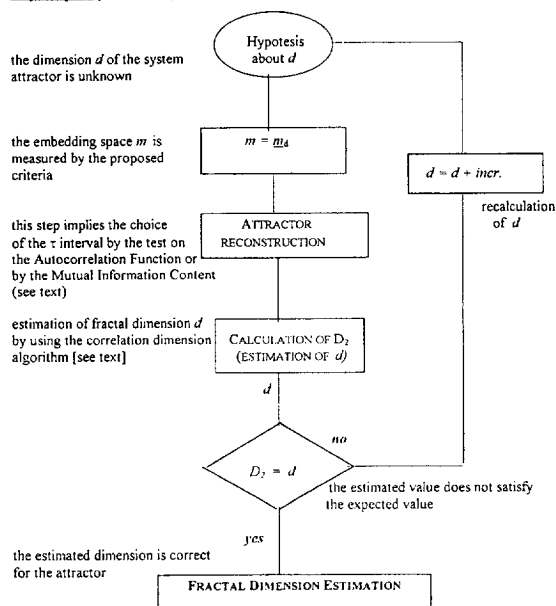 Hypotesis
about d
the dimension d of the system
attractor is unknown
the embedding space m is
measured by the proposed
criteria
m = md
d = d + incr.
recalculation
of d
this step implies the choice
of the τ interval by the test on
the Autocorrelation Function or
by the Mutual Information Content
(see text)
ATTRACTOR
RECONSTRUCTION
estimation of fractal dimension d
by using the correlation dimension
algorithm [see text]
CALCULATION OF D2
(ESTIMATION OF d)
d
no
D2 = d
the estimated value does not satisfy
the expected value
yes
the estimated dimension is correct
for the attractor
FRACTAL DIMENSION ESTIMATION